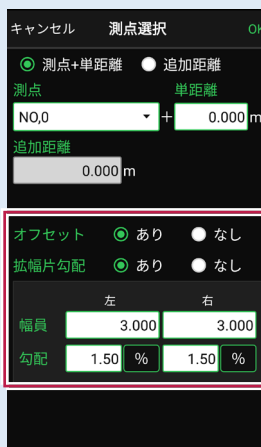 キャンセル 測点選択 OK
測点+単距離 追加距離
測点 単距離
NO,0 + 0.000 m
追加距離
0.000 m
オフセット あり なし
拡幅片勾配 あり なし
左 右
幅員 3.000 3.000
勾配 1.50 % 1.50 %